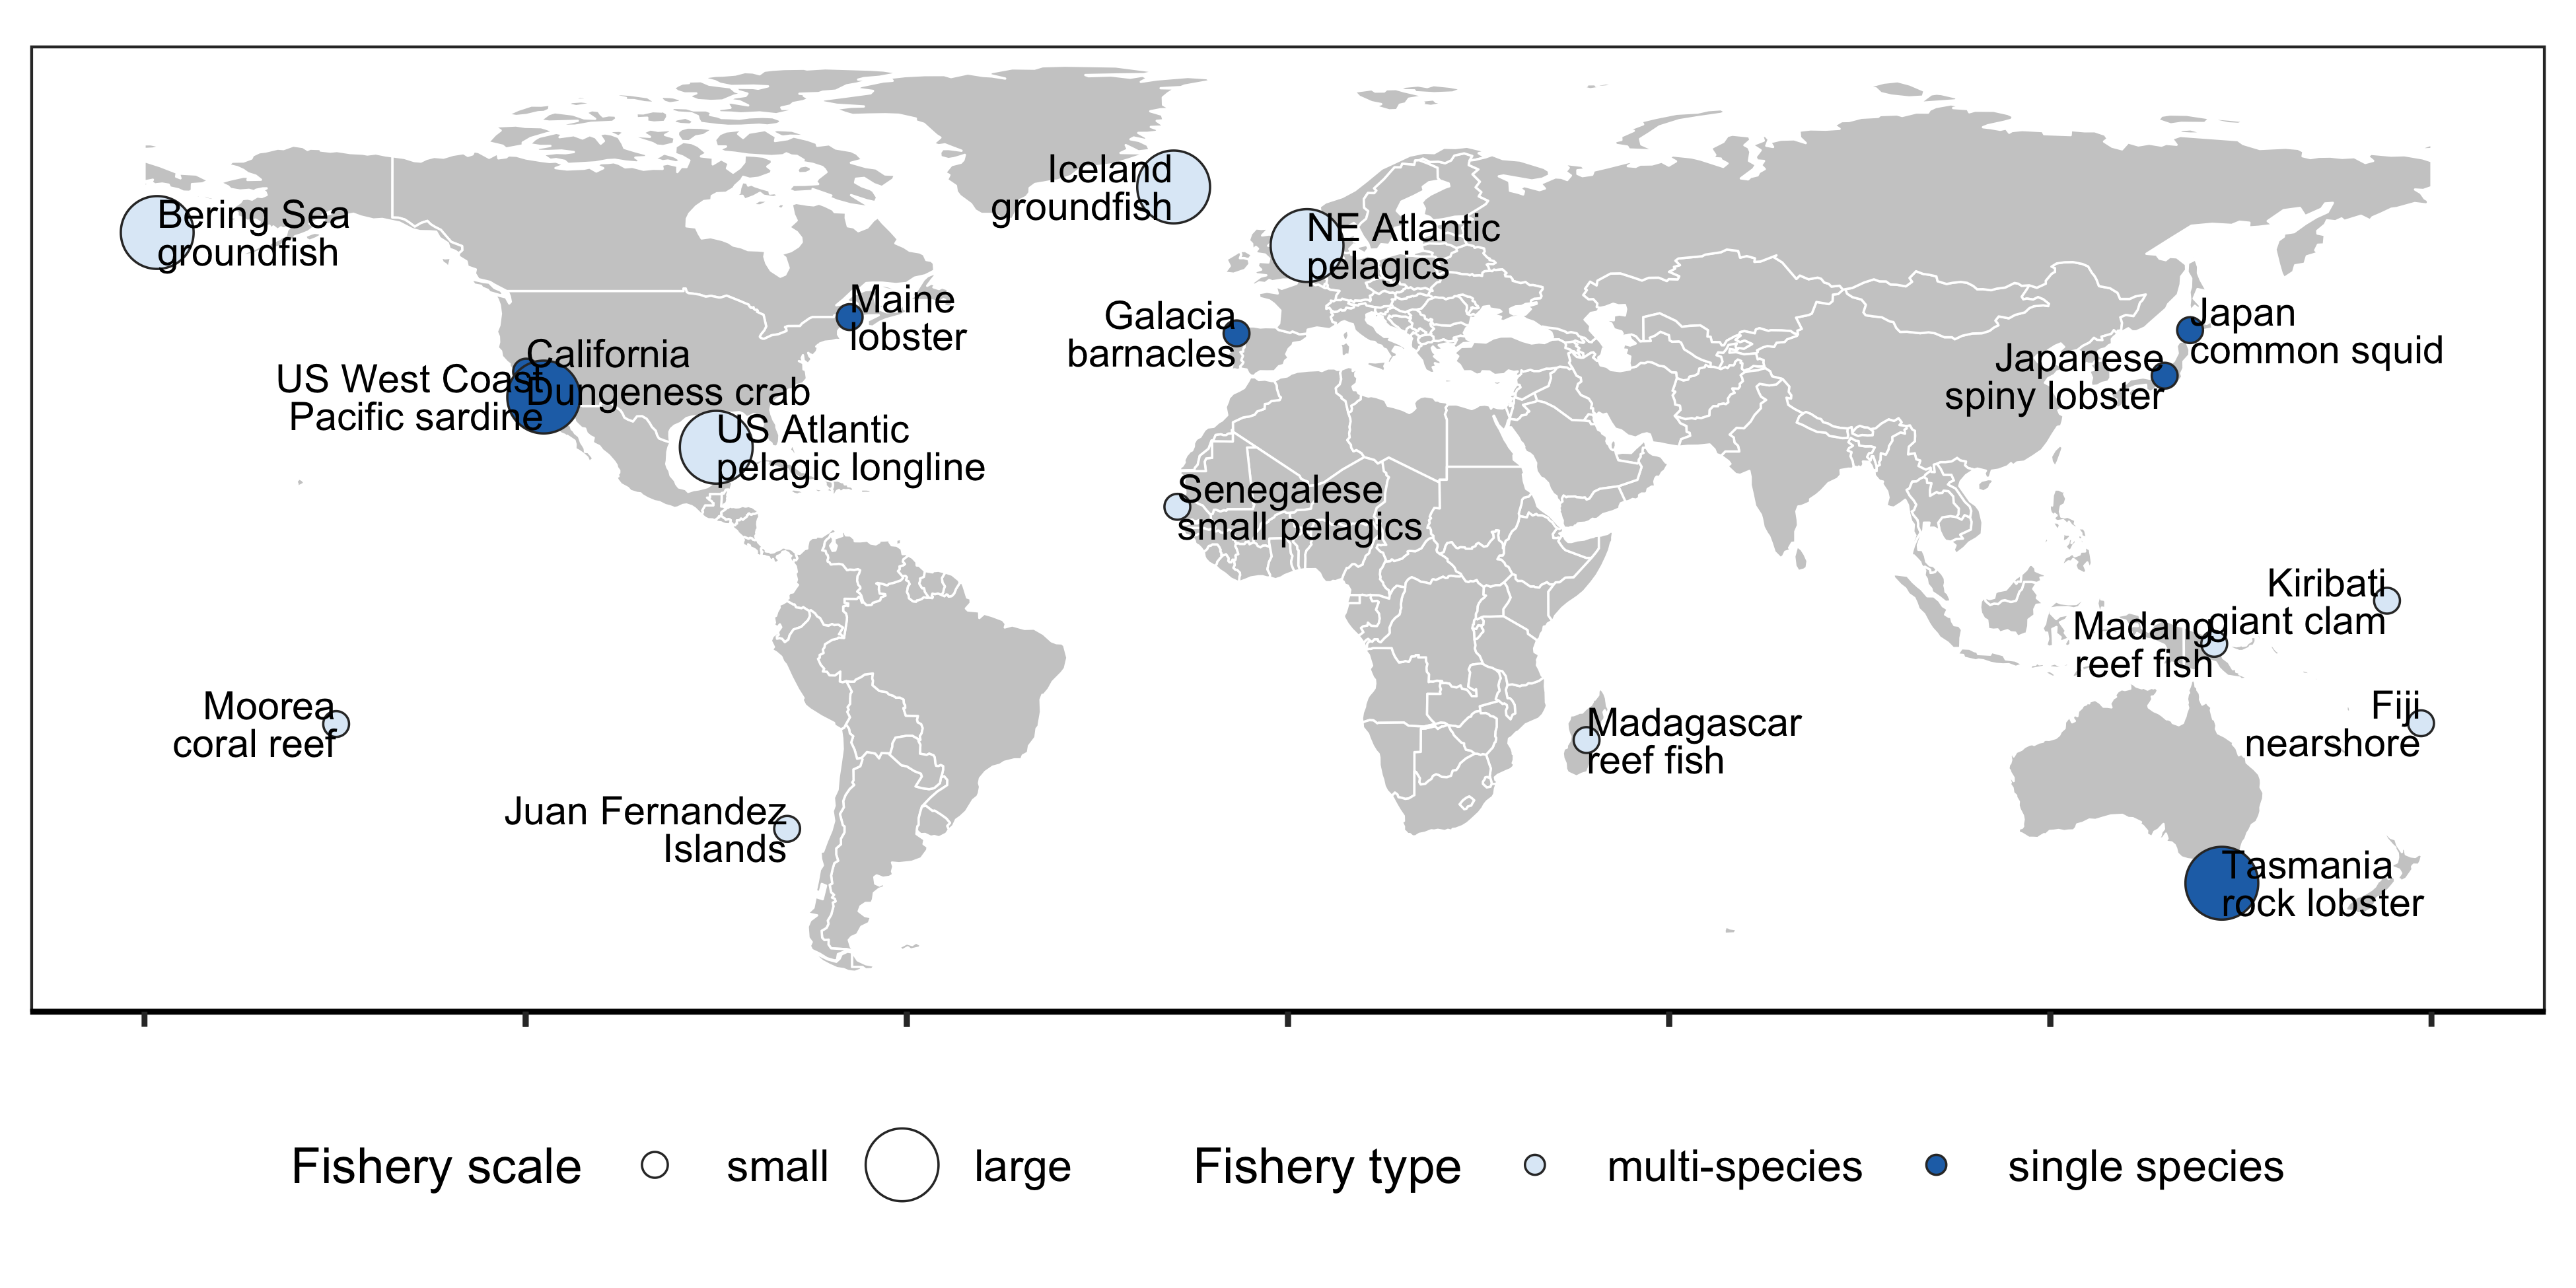 Iceland
groundfish
Bering Sea
groundfish
NE Atlantic
pelagics
Maine
lobster
Galacia
barnacles
Japan
common squid
Japanese
spiny lobster
California
Dungeness crab
US West Coast
Pacific sardine
US Atlantic
pelagic longline
Senegalese
small pelagics
Kiribati
giant clam
Madang
reef fish
Moorea
coral reef
Madagascar
reef fish
Fiji
nearshore
Juan Fernandez
Islands
Tasmania
rock lobster
Fishery scale small large Fishery type multi-species single species